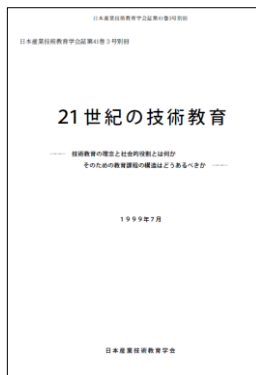 日本産業技術教育学会誌第41巻3号別冊
日本産業技術教育学会誌第41巻3号別冊
21世紀の技術教育
技術教育の理念と社会的役割とは何か
そのための教育課程の構造はどうあるべきか
1999年7月
日本産業技術教育学会